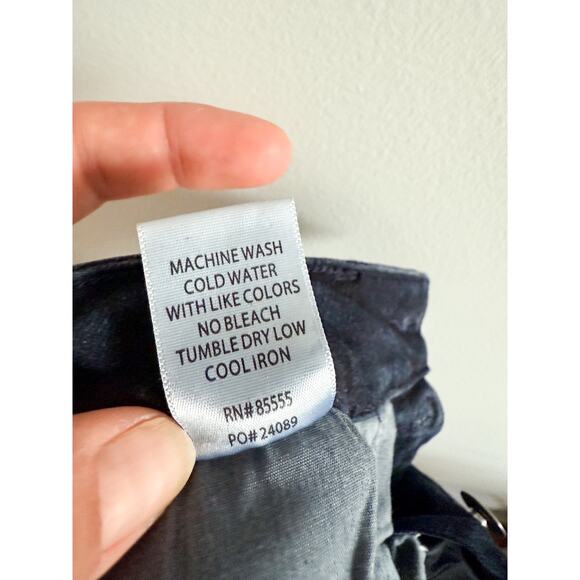 MACHINE WASH
COLD WATER
WITH LIKE COLORS
NO BLEACH
TUMBLE DRY LOW
COOL IRON
RN#85555
PO#24089